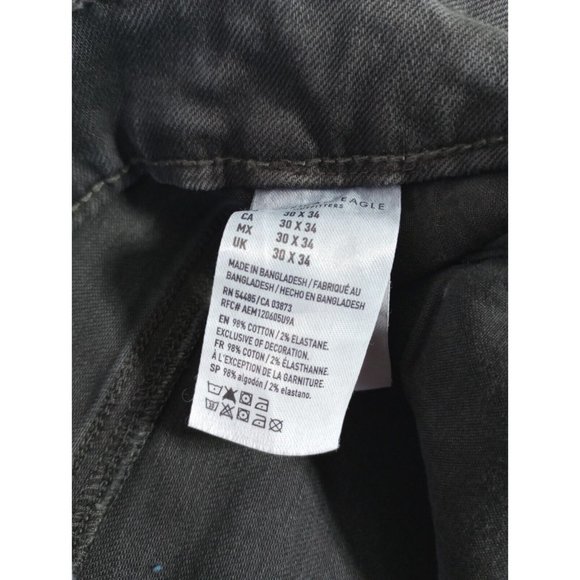 EAGLE
CA 30 X 34
MX 30 X 34
UK 30 X 34
MADE IN BANGLADESH / FABRIQUÉ AU
BANGLADESH / HECHO EN BANGLADESH
RN 54485/CA 03873
RFC# AEM120605U9A
EN 98% COTTON / 2% ELASTANE.
EXCLUSIVE OF DECORATION.
FR 98% COTON / 2% ÉLASTHANNE.
À L'EXCEPTION DE LA GARNITURE.
SP 98% algodón / 2% elastano.